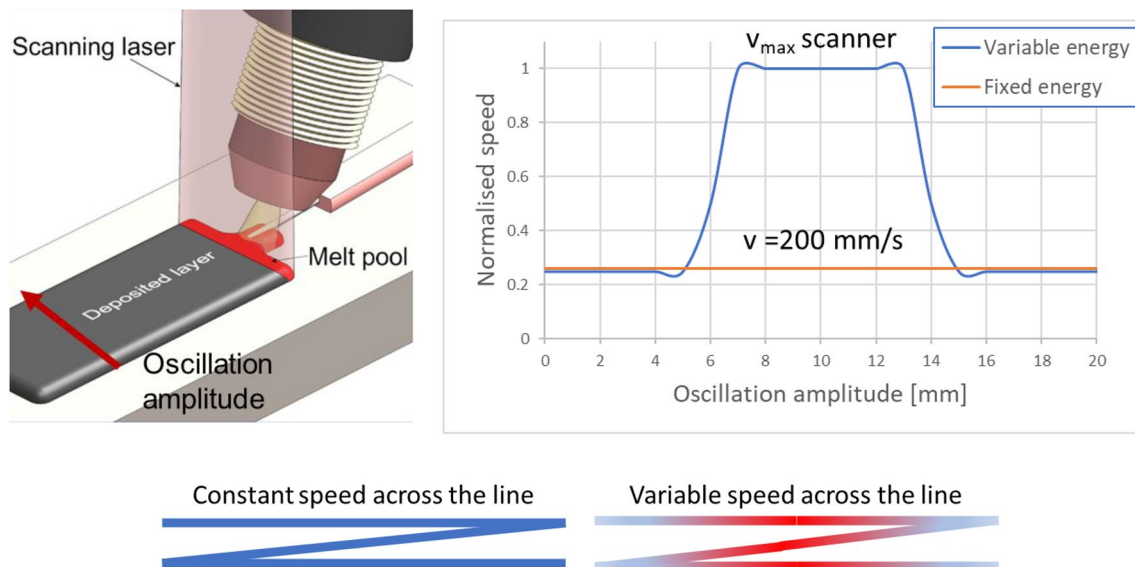 Scanning laser
Melt pool
Deposited layer
Oscillation
amplitude
vmax scanner
Variable energy
Fixed energy
v =200 mm/s
Normalised speed
1
0.8
0.6
0.4
0.2
0
0 2 4 6 8 10 12 14 16 18 20
Oscillation amplitude [mm]
Constant speed across the line
Variable speed across the line